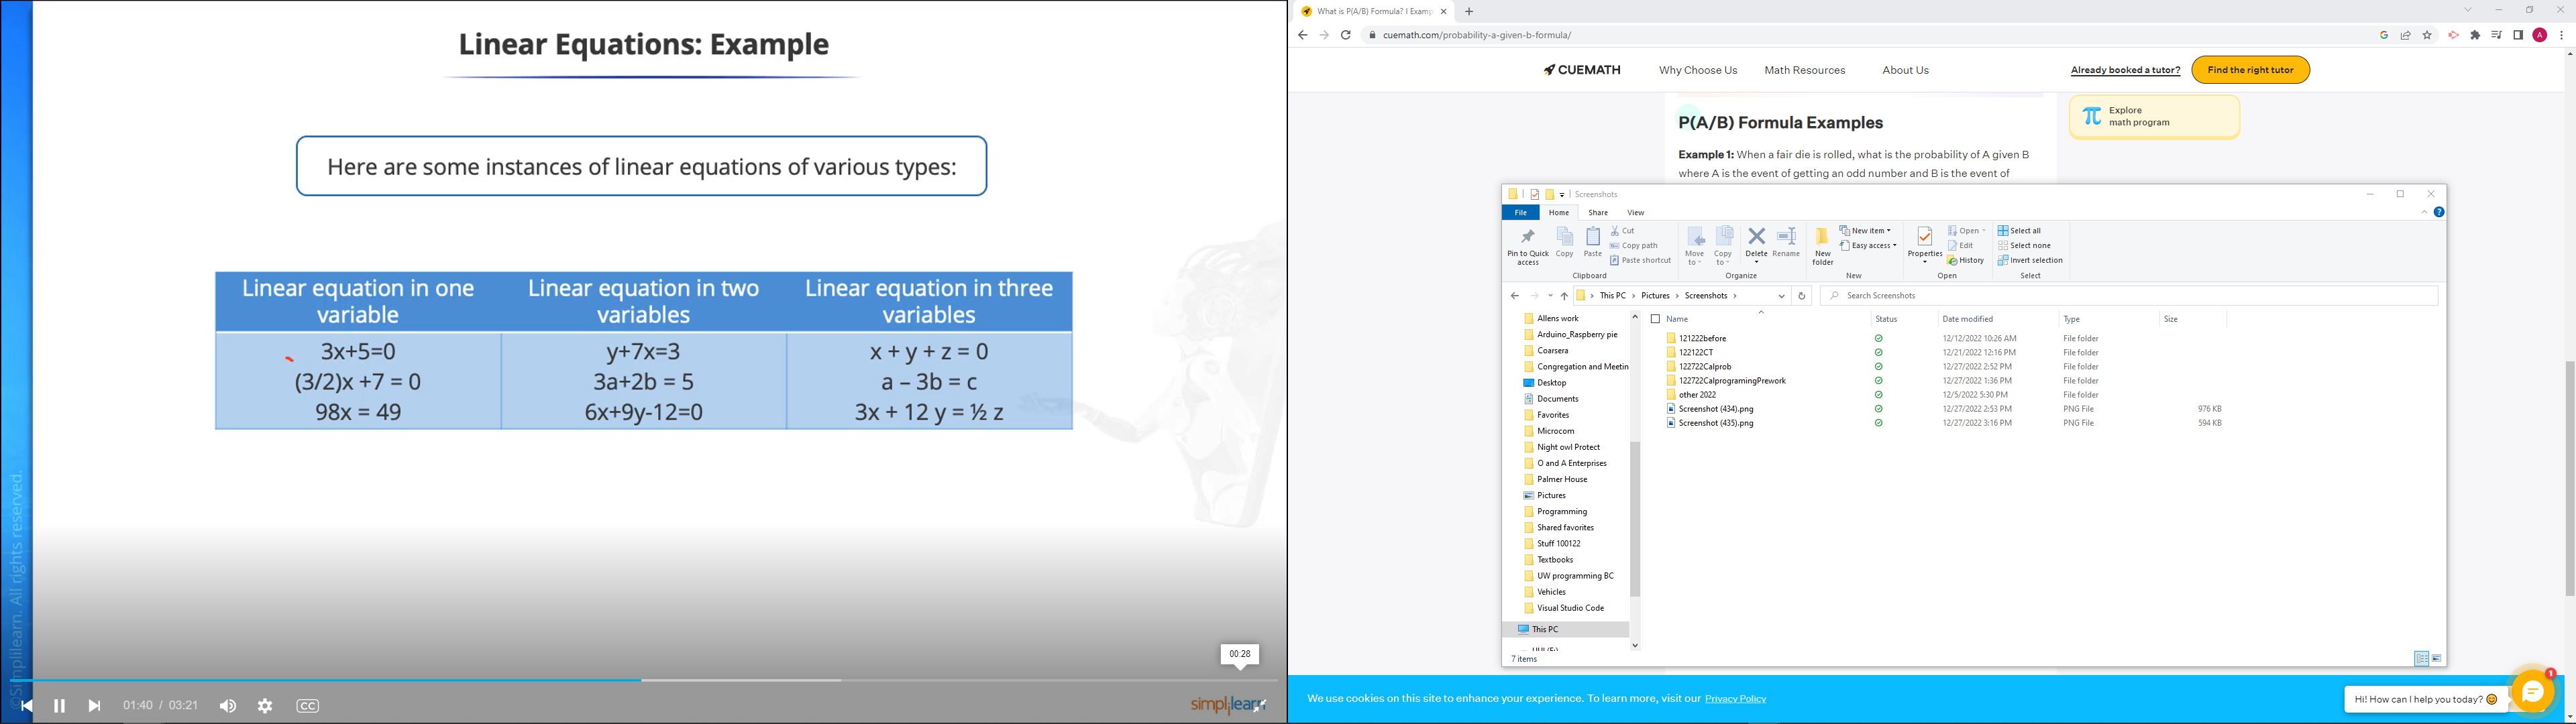 Linear Equations: Example
Here are some instances of linear equations of various types:
Linear equation in one variable
Linear equation in two variables
Linear equation in three variables
3x+5=0
y+7x=3
x + y + z = 0
(3/2)x +7 = 0
3a+2b = 5
a – 3b = c
98x = 49
6x+9y-12=0
3x + 12 y = ½ z
©Simplilearn. All rights reserved.
00:28
01:40 / 03:21
CC
simplilearn
What is P(A/B) Formula? I Examp
cuemath.com/probability-a-given-b-formula/
A
CUEMATH
Why Choose Us
Math Resources
About Us
Already booked a tutor?
Find the right tutor
Explore
math program
P(A/B) Formula Examples
Example 1: When a fair die is rolled, what is the probability of A given B
where A is the event of getting an odd number and B is the event of
Screenshots
File
Home
Share
View
Pin to Quick access
Copy
Paste
Cut
Copy path
Paste shortcut
Clipboard
Move to
Copy to
Delete
Rename
Organize
New folder
New item
Easy access
New
Properties
Open
Edit
History
Open
Select all
Select none
Invert selection
Select
This PC > Pictures > Screenshots >
Search Screenshots
Allens work
Arduino_Raspberry pie
Coarsera
Congregation and Meetin
Desktop
Documents
Favorites
Microcom
Night owl Protect
O and A Enterprises
Palmer House
Pictures
Programming
Shared favorites
Stuff 100122
Textbooks
UW programming BC
Vehicles
Visual Studio Code
This PC
Name Status Date modified Type Size
121222before 12/12/2022 10:26 AM File folder
122122CT 12/21/2022 12:16 PM File folder
122722Calprob 12/27/2022 2:52 PM File folder
122722CalprogramingPrework 12/27/2022 1:36 PM File folder
other 2022 12/5/2022 5:30 PM File folder
Screenshot (434).png 12/27/2022 2:53 PM PNG File 976 KB
Screenshot (435).png 12/27/2022 3:16 PM PNG File 594 KB
7 items
We use cookies on this site to enhance your experience. To learn more, visit our Privacy Policy
Hi! How can I help you today?
1